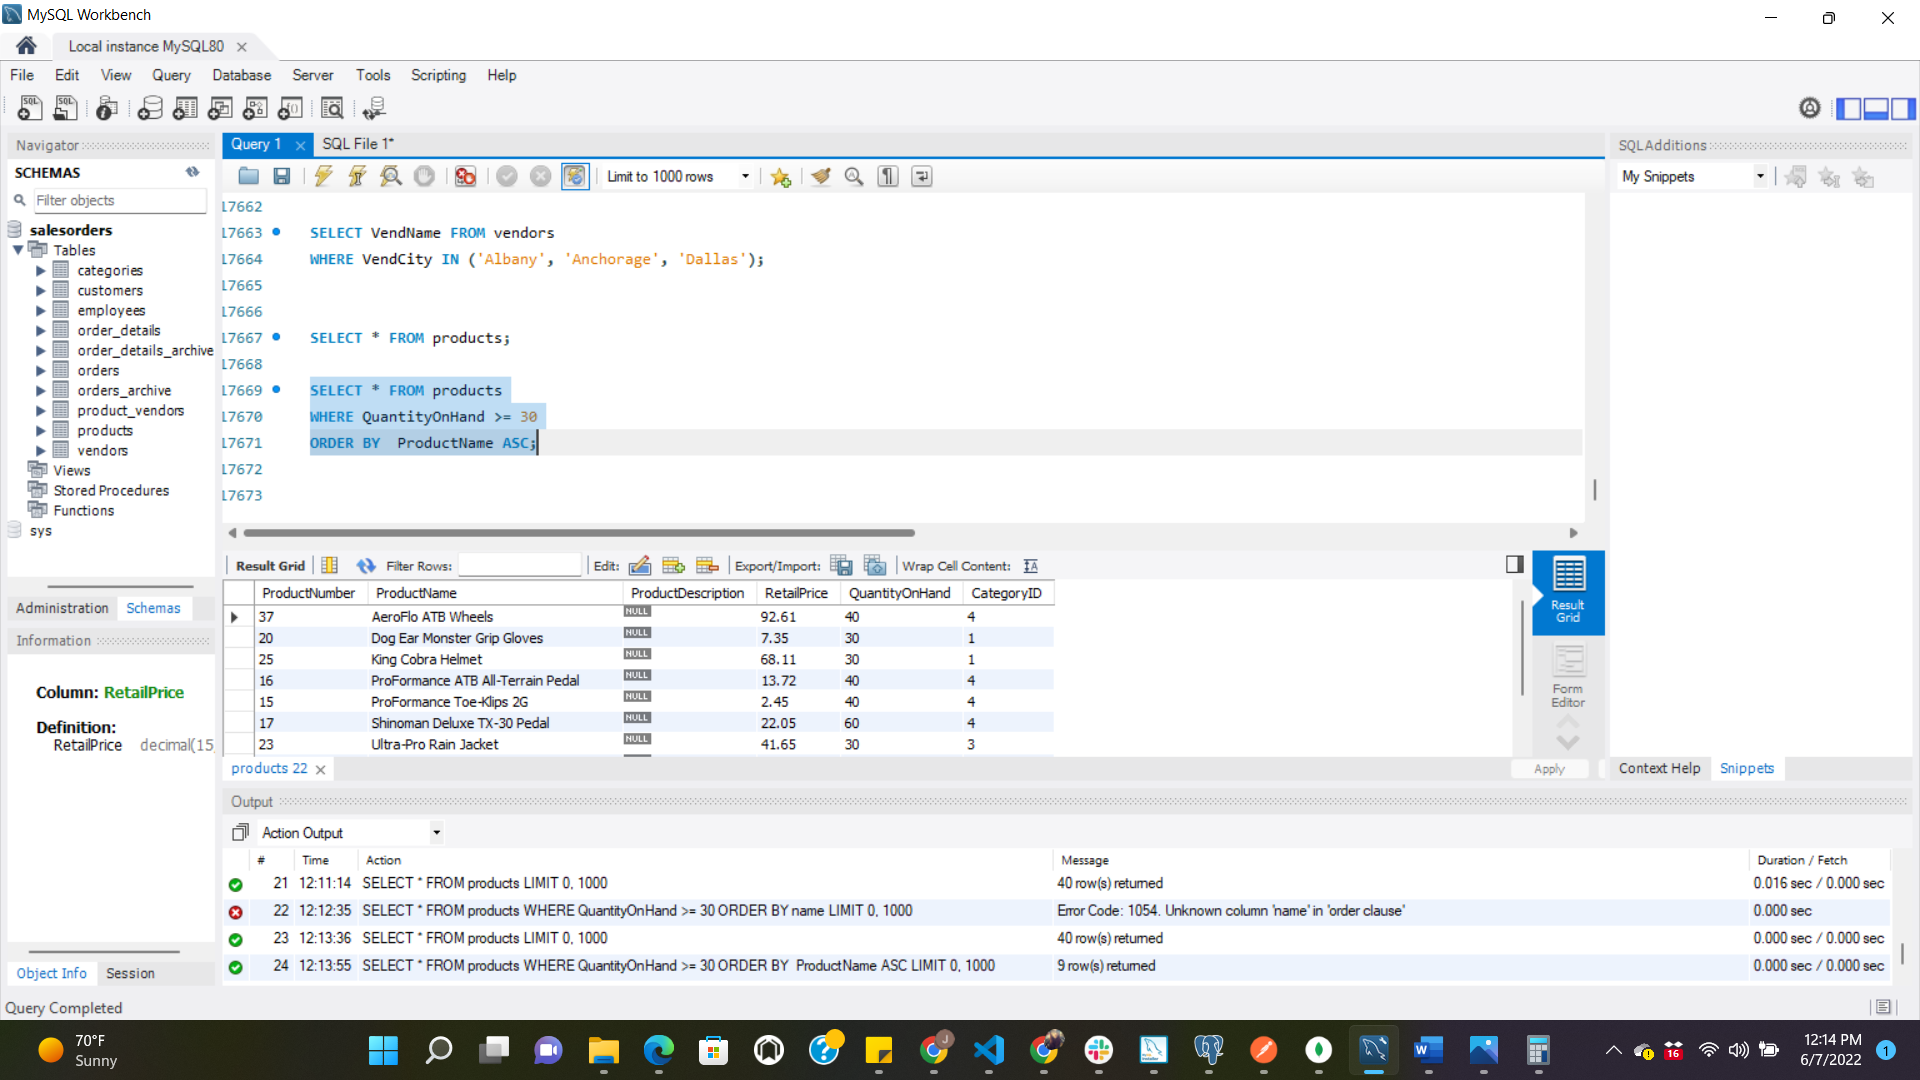 MySQL Workbench
Local instance MySQL80
File Edit View Query Database Server Tools Scripting Help
Navigator
SCHEMAS
Filter objects
salesorders
Tables
categories
customers
employees
order_details
order_details_archive
orders
orders_archive
product_vendors
products
vendors
Views
Stored Procedures
Functions
sys
Administration Schemas
Information
Column: RetailPrice
Definition:
RetailPrice decimal(15
Object Info Session
Query 1 SQL File 1*
Limit to 1000 rows
17662
17663 SELECT VendName FROM vendors
17664 WHERE VendCity IN ('Albany', 'Anchorage', 'Dallas');
17665
17666
17667 SELECT * FROM products;
17668
17669 SELECT * FROM products
17670 WHERE QuantityOnHand >= 30
17671 ORDER BY  ProductName ASC;
17672
17673
Result Grid Filter Rows: Edit: Export/Import: Wrap Cell Content:
ProductNumber ProductName ProductDescription RetailPrice QuantityOnHand CategoryID
37 AeroFlo ATB Wheels NULL 92.61 40 4
20 Dog Ear Monster Grip Gloves NULL 7.35 30 1
25 King Cobra Helmet NULL 68.11 30 1
16 ProFormance ATB All-Terrain Pedal NULL 13.72 40 4
15 ProFormance Toe-Klips 2G NULL 2.45 40 4
17 Shinoman Deluxe TX-30 Pedal NULL 22.05 60 4
23 Ultra-Pro Rain Jacket NULL 41.65 30 3
Result
Grid
Form
Editor
products 22
Apply
SQLAdditions
My Snippets
Context Help Snippets
Output
Action Output
# Time Action Message Duration / Fetch
21 12:11:14 SELECT * FROM products LIMIT 0, 1000 40 row(s) returned 0.016 sec / 0.000 sec
22 12:12:35 SELECT * FROM products WHERE QuantityOnHand >= 30 ORDER BY name LIMIT 0, 1000 Error Code: 1054. Unknown column 'name' in 'order clause' 0.000 sec
23 12:13:36 SELECT * FROM products LIMIT 0, 1000 40 row(s) returned 0.000 sec / 0.000 sec
24 12:13:55 SELECT * FROM products WHERE QuantityOnHand >= 30 ORDER BY  ProductName ASC LIMIT 0, 1000 9 row(s) returned 0.000 sec / 0.000 sec
Query Completed
70°F
Sunny
16
12:14 PM
6/7/2022
1